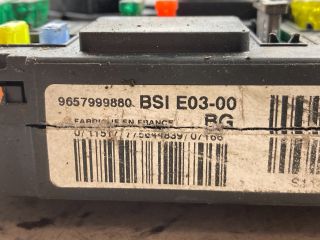 9657999880 BSI E03-00
FABRIQUE EN FRANCE BG